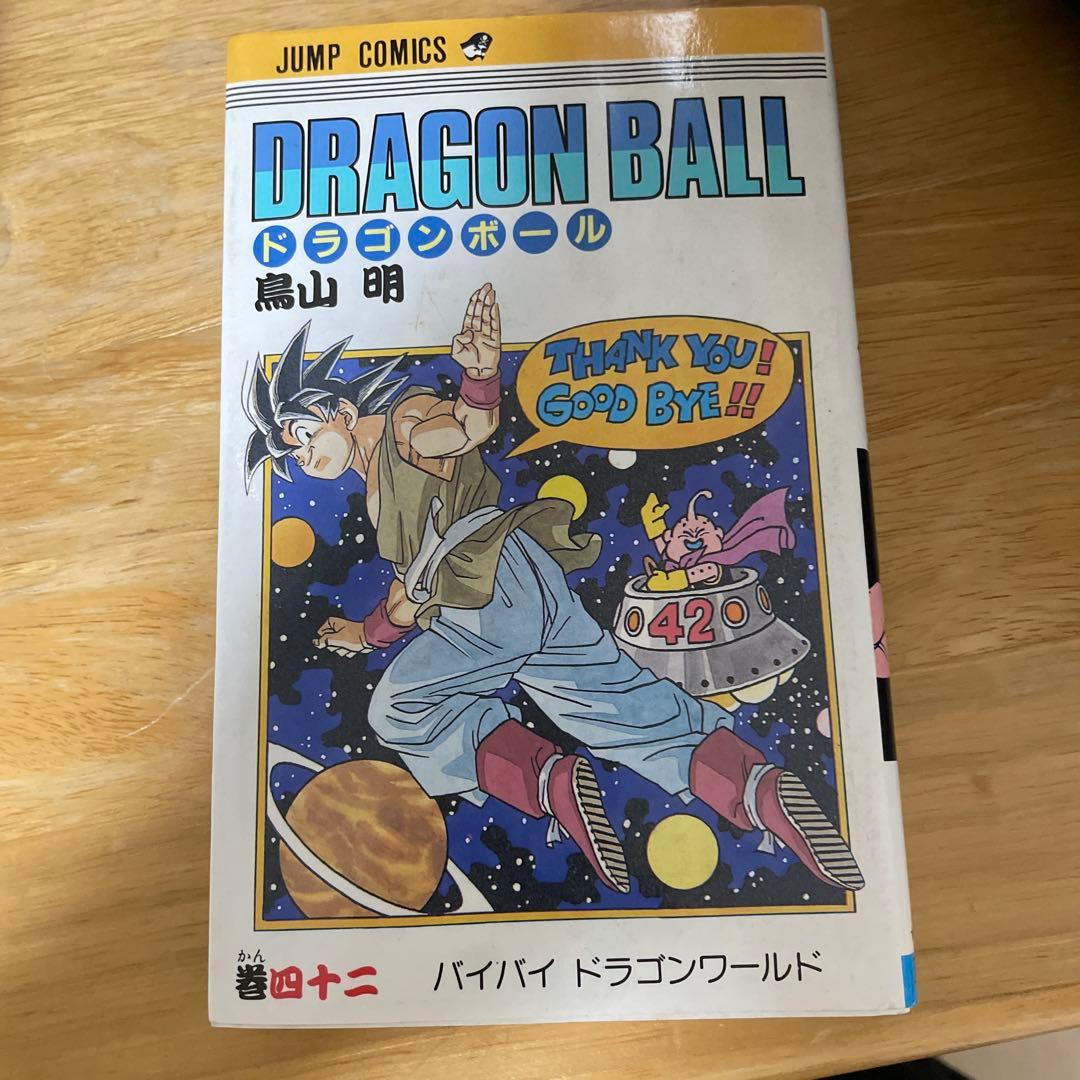 JUMP COMICS
DRAGON BALL
ドラゴンボール
鳥山 明
THANK YOU!
GOOD BYE!!
42
かん
巻四十二
バイバイ ドラゴンワールド